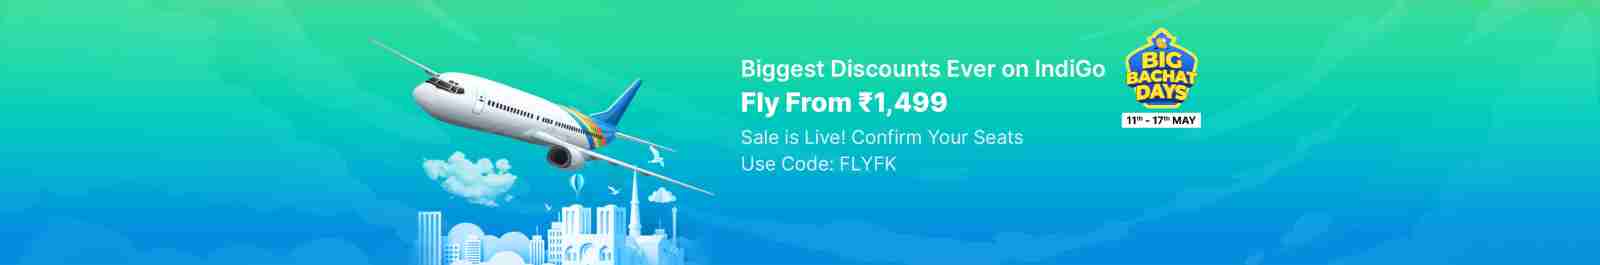 Biggest Discounts Ever on IndiGo
Fly From ₹1,499
Sale is Live! Confirm Your Seats
Use Code: FLYFK
BIG
BACHAT
DAYS
11th - 17th MAY